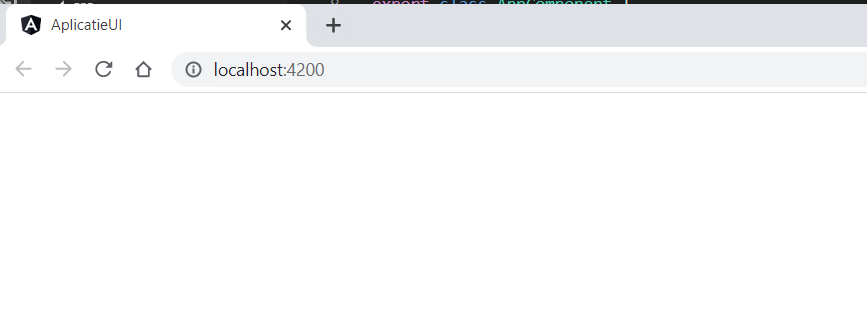 export class AppComponent {
AplicatieUI
localhost:4200